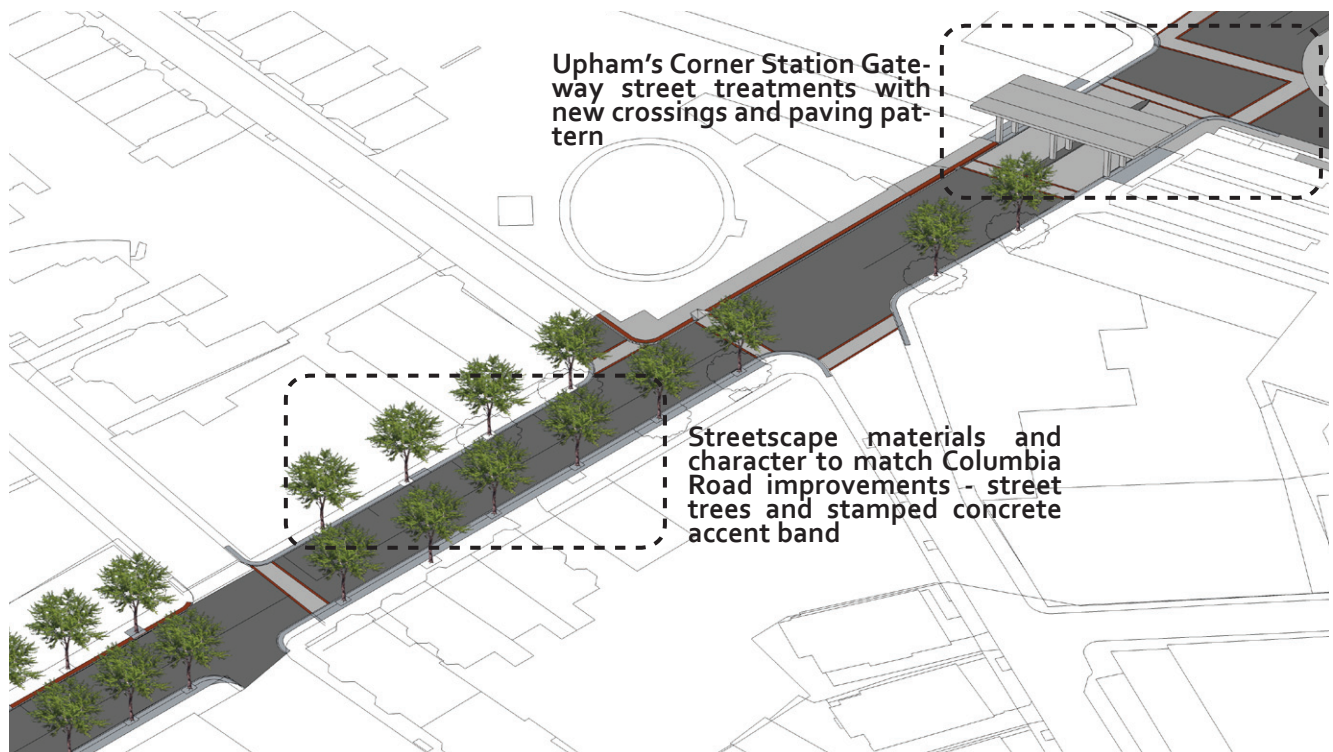 Upham's Corner Station Gate-
way street treatments with
new crossings and paving pat-
tern
Streetscape materials and
character to match Columbia
Road improvements - street
trees and stamped concrete
accent band